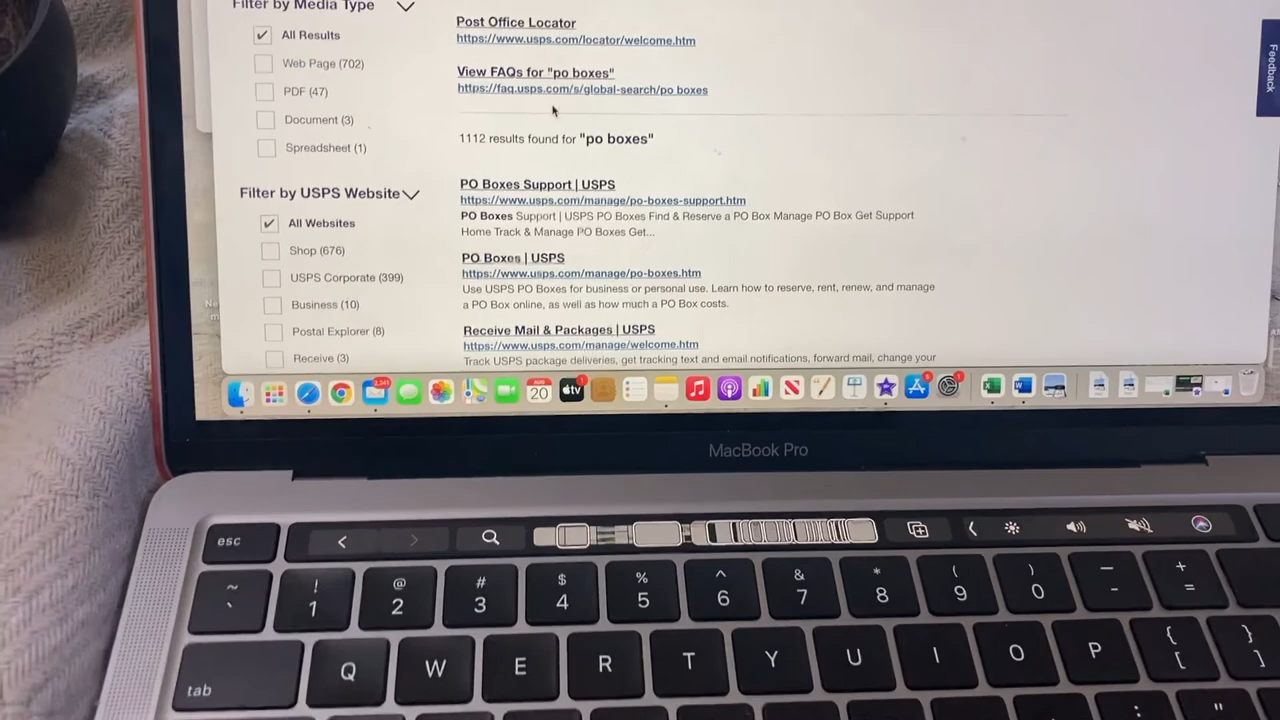 Filter by Media Type
All Results
Web Page (702)
PDF (47)
Document (3)
Spreadsheet (1)
Filter by USPS Website
All Websites
Shop (676)
USPS Corporate (399)
Business (10)
Postal Explorer (8)
Receive (3)
Post Office Locator
https://www.usps.com/locator/welcome.htm
View FAQs for "po boxes"
https://faq.usps.com/s/global-search/po boxes
1112 results found for "po boxes"
PO Boxes Support | USPS
https://www.usps.com/manage/po-boxes-support.htm
PO Boxes Support | USPS PO Boxes Find & Reserve a PO Box Manage PO Box Get Support
Home Track & Manage PO Boxes Get...
PO Boxes | USPS
https://www.usps.com/manage/po-boxes.htm
Use USPS PO Boxes for business or personal use. Learn how to reserve, rent, renew, and manage
a PO Box online, as well as how much a PO Box costs.
Receive Mail & Packages | USPS
https://www.usps.com/manage/welcome.htm
Track USPS package deliveries, get tracking text and email notifications, forward mail, change your
Feedback
2,341
AUG
20
tv
1
MacBook Pro
esc
~ ! @ # $ % ^ & * ( ) — +
` 1 2 3 4 5 6 7 8 9 0 - =
tab Q W E R T Y U I O P { [ } ]
: "